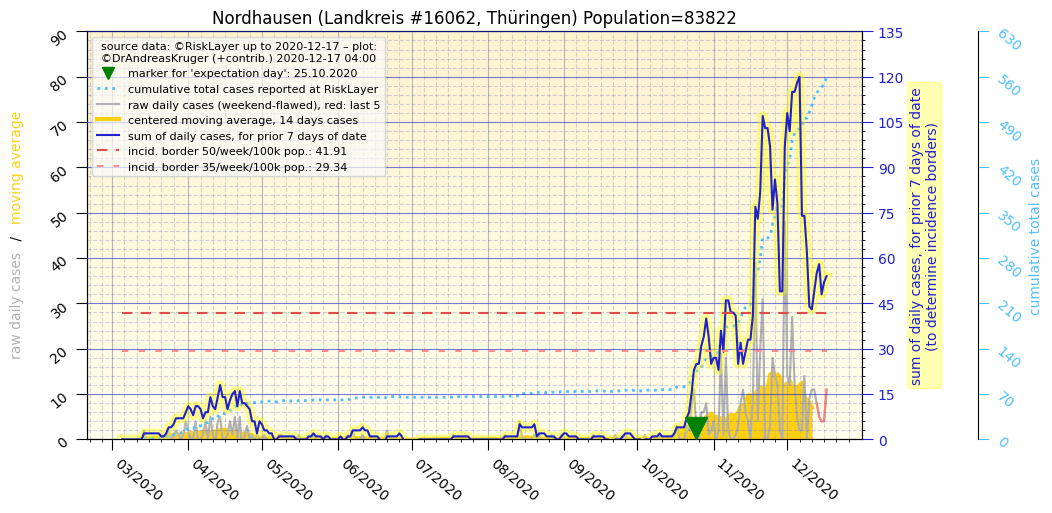 Nordhausen (Landkreis #16062, Thüringen) Population=83822
source data: ©RiskLayer up to 2020-12-17 – plot:
©DrAndreasKruger (+contrib.) 2020-12-17 04:00
marker for 'expectation day': 25.10.2020
cumulative total cases reported at RiskLayer
raw daily cases (weekend-flawed), red: last 5
centered moving average, 14 days cases
sum of daily cases, for prior 7 days of date
incid. border 50/week/100k pop.: 41.91
incid. border 35/week/100k pop.: 29.34
raw daily cases / moving average
90
80
70
60
50
40
30
20
10
0
03/2020
04/2020
05/2020
06/2020
07/2020
08/2020
09/2020
10/2020
11/2020
12/2020
135
120
105
90
75
60
45
30
15
0
sum of daily cases, for prior 7 days of date
(to determine incidence borders)
630
560
490
420
350
280
210
140
70
0
cumulative total cases